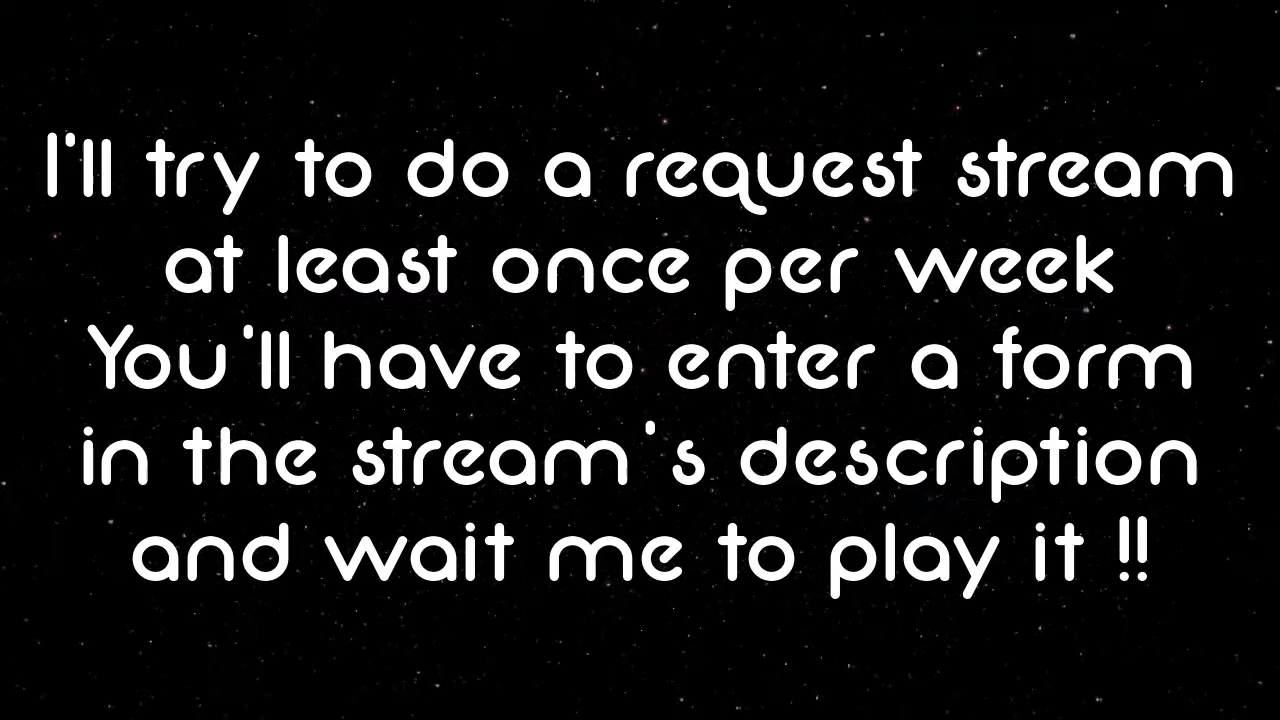 I'll try to do a request stream
at least once per week
You'll have to enter a form
in the stream's description
and wait me to play it !!